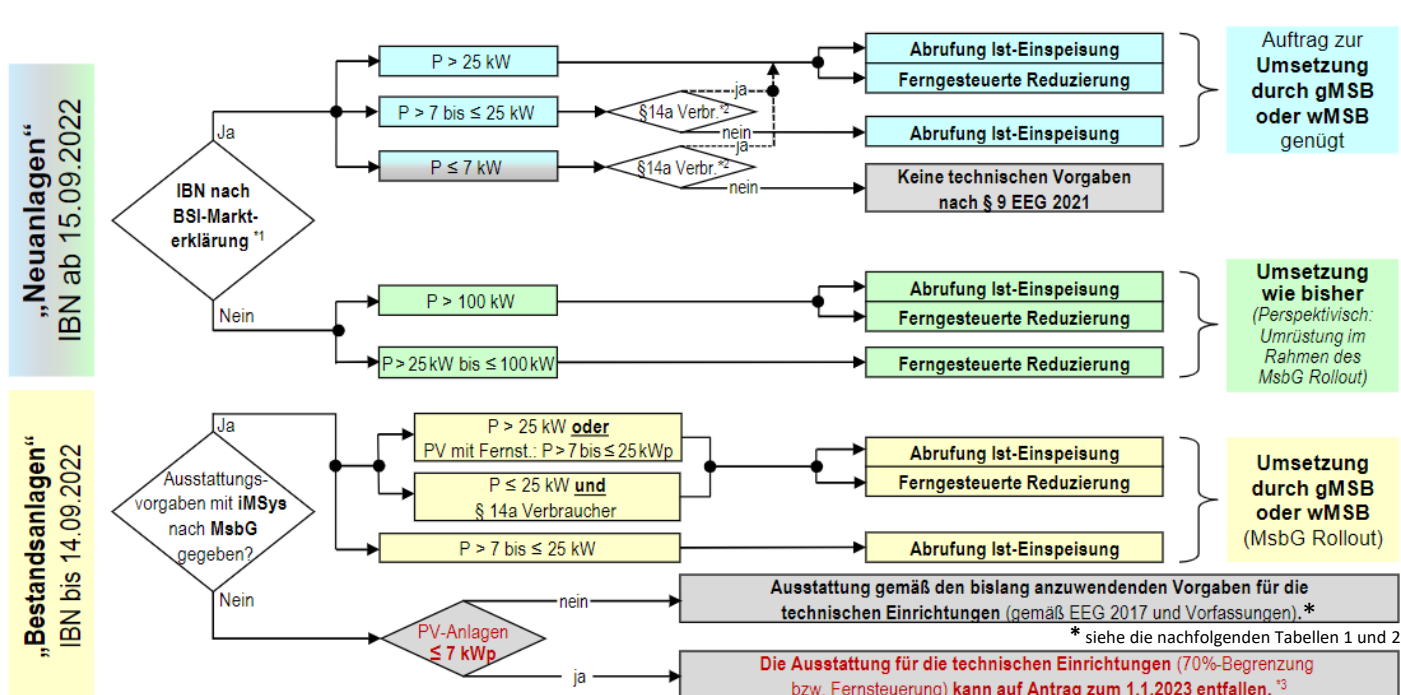 „Neuanlagen“
IBN ab 15.09.2022
IBN nach
BSI-Markt-
erklärung *1
Ja
Nein
P > 25 kW
P > 7 bis ≤ 25 kW
P ≤ 7 kW
§14a Verbr.*2
ja
nein
§14a Verbr.*2
ja
nein
Abrufung Ist-Einspeisung
Ferngesteuerte Reduzierung
Abrufung Ist-Einspeisung
Keine technischen Vorgaben
nach § 9 EEG 2021
Auftrag zur
Umsetzung
durch gMSB
oder wMSB
genügt
P > 100 kW
P > 25 kW bis ≤ 100 kW
Abrufung Ist-Einspeisung
Ferngesteuerte Reduzierung
Ferngesteuerte Reduzierung
Umsetzung
wie bisher
(Perspektivisch:
Umrüstung im
Rahmen des
MsbG Rollout)
„Bestandsanlagen“
IBN bis 14.09.2022
Ja
Ausstattungs-
vorgaben mit iMSys
nach MsbG
gegeben?
Nein
P > 25 kW oder
PV mit Fernst.: P > 7 bis ≤ 25 kWp
P ≤ 25 kW und
§ 14a Verbraucher
P > 7 bis ≤ 25 kW
Abrufung Ist-Einspeisung
Ferngesteuerte Reduzierung
Abrufung Ist-Einspeisung
Umsetzung
durch gMSB
oder wMSB
(MsbG Rollout)
PV-Anlagen
≤ 7 kWp
nein
ja
Ausstattung gemäß den bislang anzuwendenden Vorgaben für die
technischen Einrichtungen (gemäß EEG 2017 und Vorfassungen).*
* siehe die nachfolgenden Tabellen 1 und 2
Die Ausstattung für die technischen Einrichtungen (70%-Begrenzung
bzw. Fernsteuerung) kann auf Antrag zum 1.1.2023 entfallen. *3